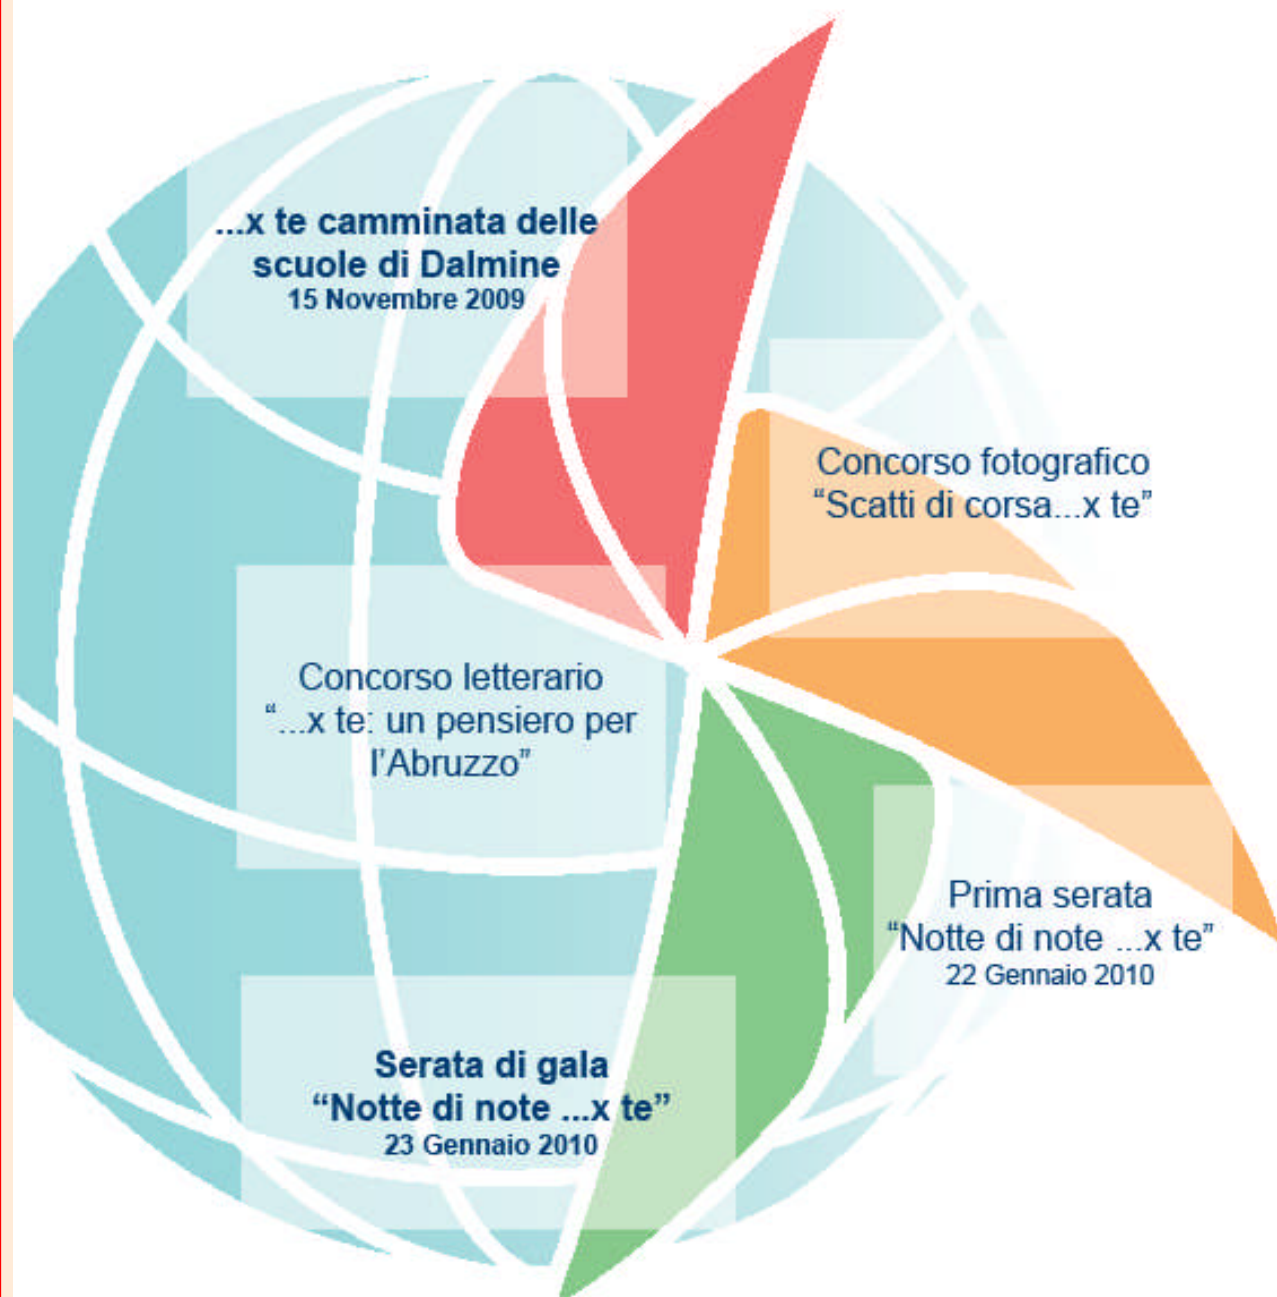 ...x te camminata delle
scuole di Dalmine
15 Novembre 2009
Concorso fotografico
“Scatti di corsa...x te”
Concorso letterario
“...x te: un pensiero per
l’Abruzzo”
Prima serata
“Notte di note ...x te”
22 Gennaio 2010
Serata di gala
“Notte di note ...x te”
23 Gennaio 2010